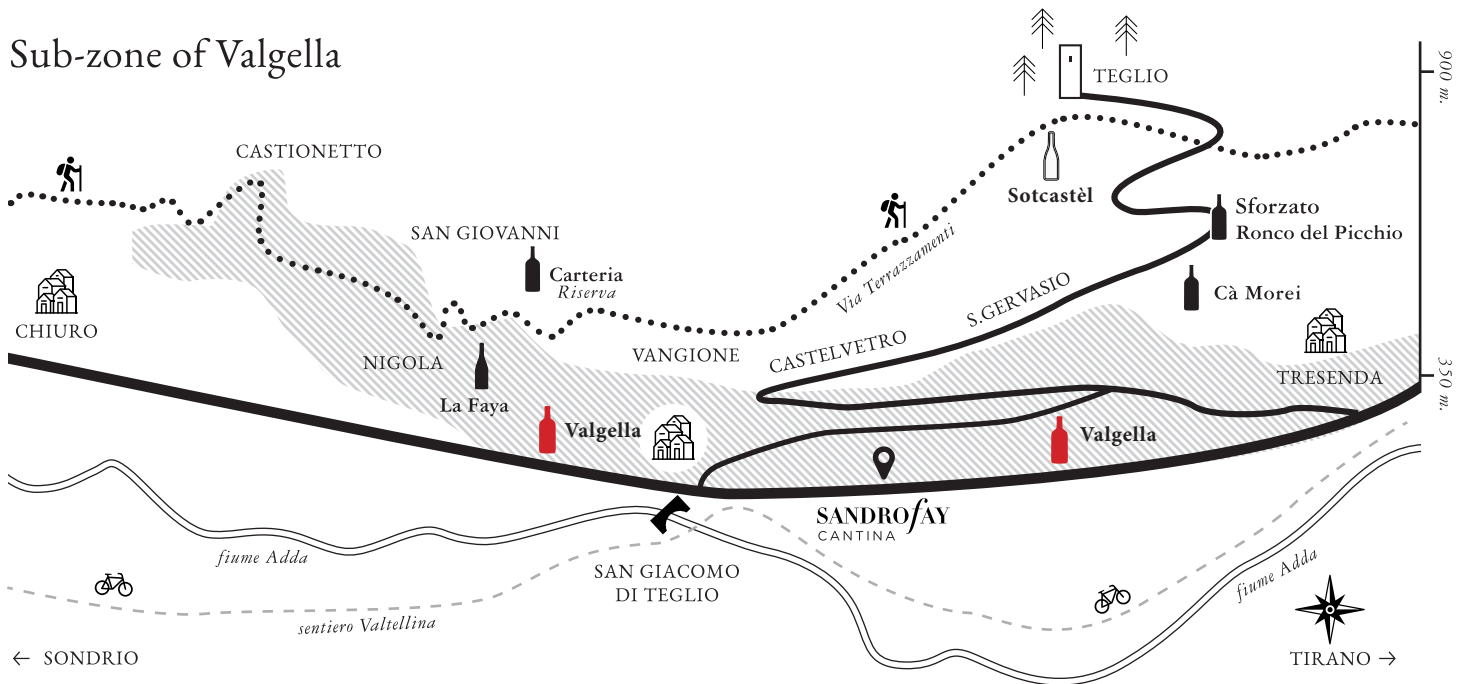 Sub-zone of Valgella
TEGLIO
900 m.
CASTIONETTO
Sotcastèl
Sforzato
Ronco del Picchio
SAN GIOVANNI
Carteria
Riserva
Via Terrazzamenti
S.GERVASIO
Cà Morei
CHIURO
NIGOLA
VANGIONE
CASTELVETRO
TRESENDA
350 m.
La Faya
Valgella
Valgella
SANDROfAY
CANTINA
fiume Adda
SAN GIACOMO
DI TEGLIO
fiume Adda
sentiero Valtellina
← SONDRIO
TIRANO →